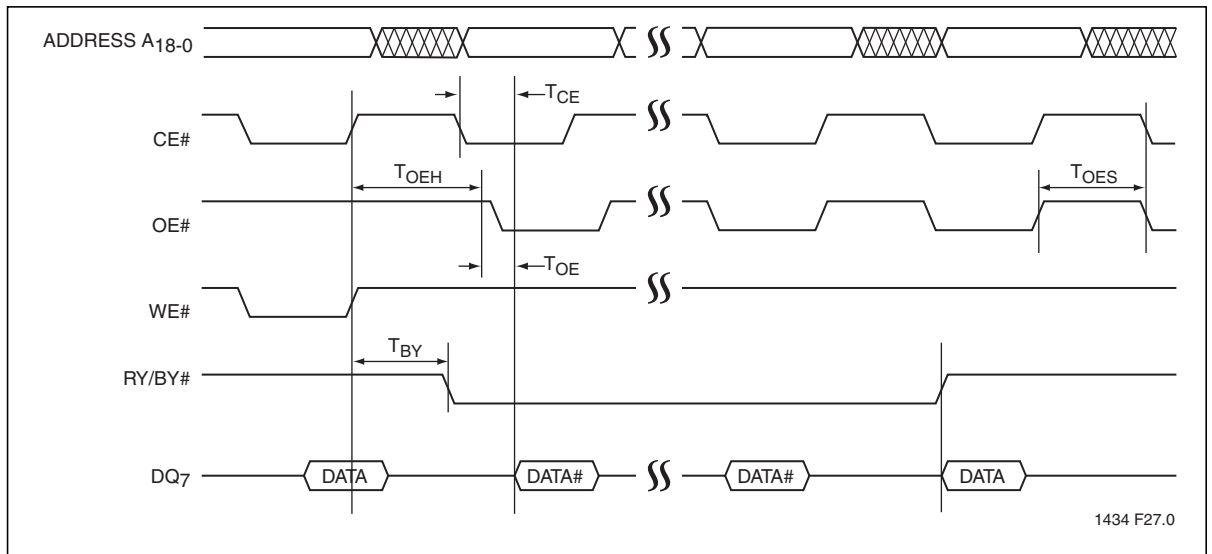 ADDRESS A18-0
TCE
CE#
TOEH
TOES
OE#
TOE
WE#
TBY
RY/BY#
DQ7
DATA
DATA#
DATA#
DATA
1434 F27.0